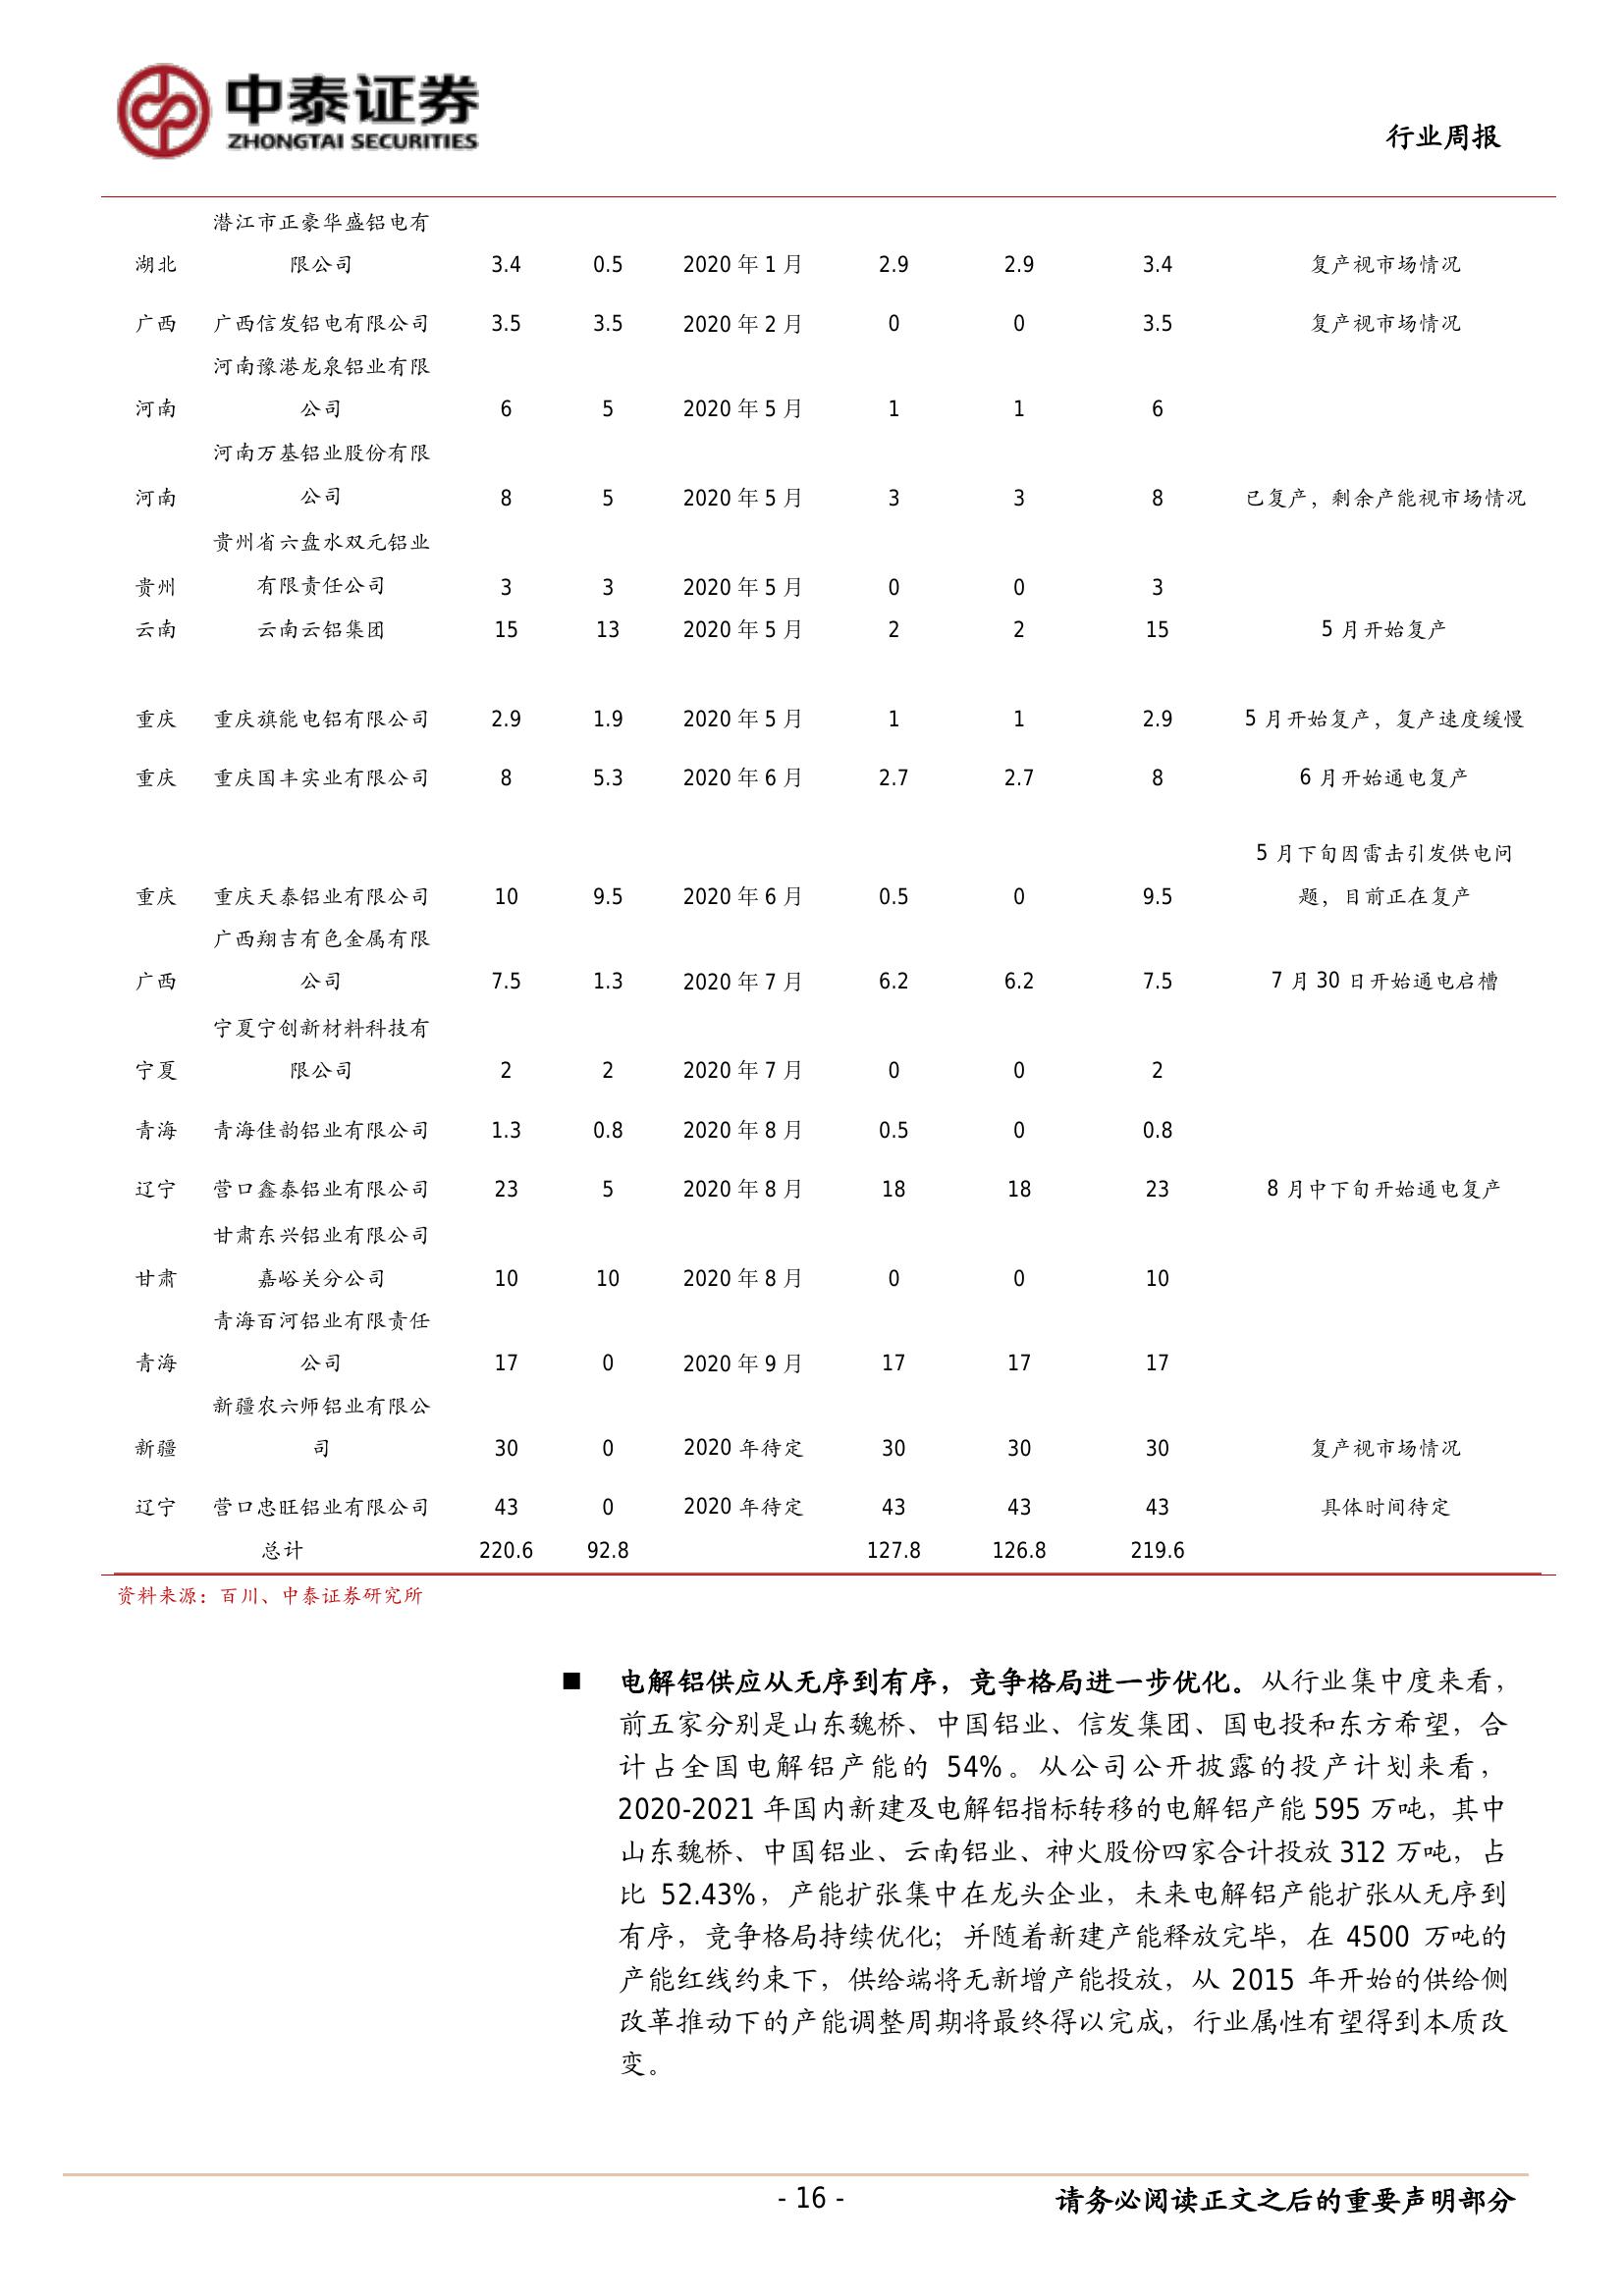 中泰证券
ZHONGTAI SECURITIES
行业周报
潜江市正豪华盛铝电有
湖北 限公司 3.4 0.5 2020 年 1 月 2.9 2.9 3.4 复产视市场情况
广西 广西信发铝电有限公司 3.5 3.5 2020 年 2 月 0 0 3.5 复产视市场情况
河南豫港龙泉铝业有限
河南 公司 6 5 2020 年 5 月 1 1 6
河南万基铝业股份有限
河南 公司 8 5 2020 年 5 月 3 3 8 已复产，剩余产能视市场情况
贵州省六盘水双元铝业
贵州 有限责任公司 3 3 2020 年 5 月 0 0 3
云南 云南云铝集团 15 13 2020 年 5 月 2 2 15 5 月开始复产
重庆 重庆旗能电铝有限公司 2.9 1.9 2020 年 5 月 1 1 2.9 5 月开始复产，复产速度缓慢
重庆 重庆国丰实业有限公司 8 5.3 2020 年 6 月 2.7 2.7 8 6 月开始通电复产
5 月下旬因雷击引发供电问
重庆 重庆天泰铝业有限公司 10 9.5 2020 年 6 月 0.5 0 9.5 题，目前正在复产
广西翔吉有色金属有限
广西 公司 7.5 1.3 2020 年 7 月 6.2 6.2 7.5 7 月 30 日开始通电启槽
宁夏宁创新材料科技有
宁夏 限公司 2 2 2020 年 7 月 0 0 2
青海 青海佳韵铝业有限公司 1.3 0.8 2020 年 8 月 0.5 0 0.8
辽宁 营口鑫泰铝业有限公司 23 5 2020 年 8 月 18 18 23 8 月中下旬开始通电复产
甘肃东兴铝业有限公司
甘肃 嘉峪关分公司 10 10 2020 年 8 月 0 0 10
青海百河铝业有限责任
青海 公司 17 0 2020 年 9 月 17 17 17
新疆农六师铝业有限公
新疆 司 30 0 2020 年待定 30 30 30 复产视市场情况
辽宁 营口忠旺铝业有限公司 43 0 2020 年待定 43 43 43 具体时间待定
总计 220.6 92.8 127.8 126.8 219.6
资料来源：百川、中泰证券研究所
■ 电解铝供应从无序到有序，竞争格局进一步优化。从行业集中度来看，
前五家分别是山东魏桥、中国铝业、信发集团、国电投和东方希望，合
计占全国电解铝产能的 54%。从公司公开披露的投产计划来看，
2020-2021 年国内新建及电解铝指标转移的电解铝产能 595 万吨，其中
山东魏桥、中国铝业、云南铝业、神火股份四家合计投放 312 万吨，占
比 52.43%，产能扩张集中在龙头企业，未来电解铝产能扩张从无序到
有序，竞争格局持续优化；并随着新建产能释放完毕，在 4500 万吨的
产能红线约束下，供给端将无新增产能投放，从 2015 年开始的供给侧
改革推动下的产能调整周期将最终得以完成，行业属性有望得到本质改
变。
- 16 - 请务必阅读正文之后的重要声明部分